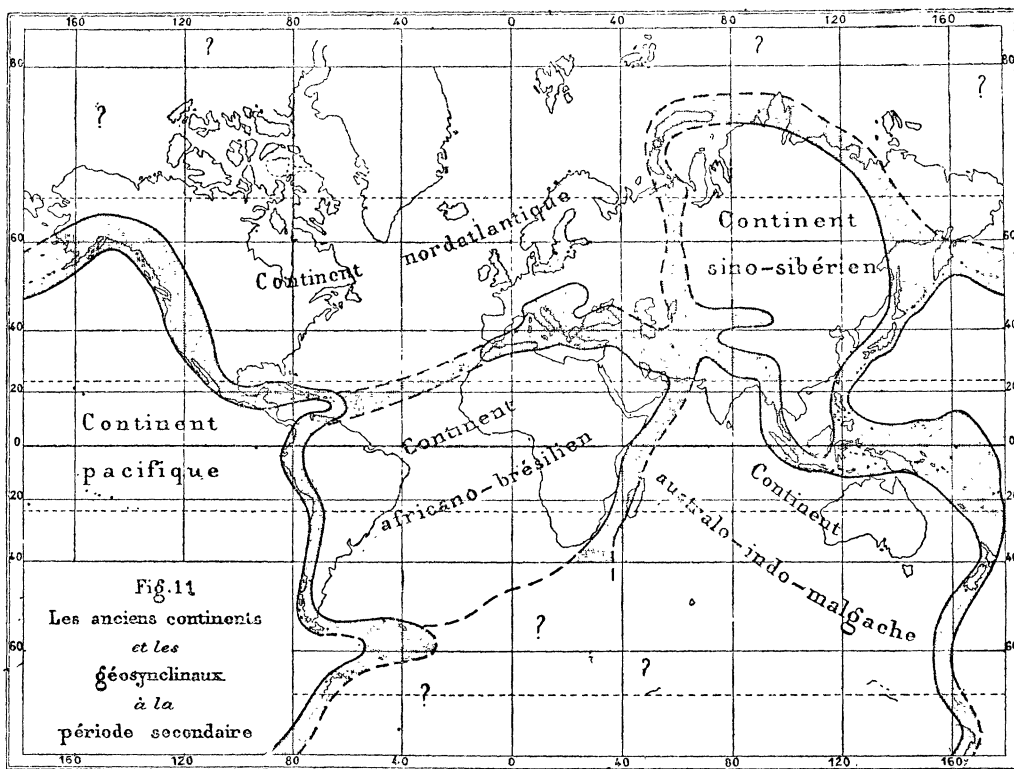 160 120 80 40 0 40 80 120 160
? ? ? ?
80 80
60 60
40 40
20 20
0 0
20 20
40 40
60 60
Continent nordatlantique
Continent
sino-sibérien
Continent
pacifique
Continent
africano-brésilien
Continent
australo-indo-malgache
? ? ?
Fig.11
Les anciens continents
et les
géosynclinaux
à la
période secondaire
160 120 80 40 0 40 80 120 160